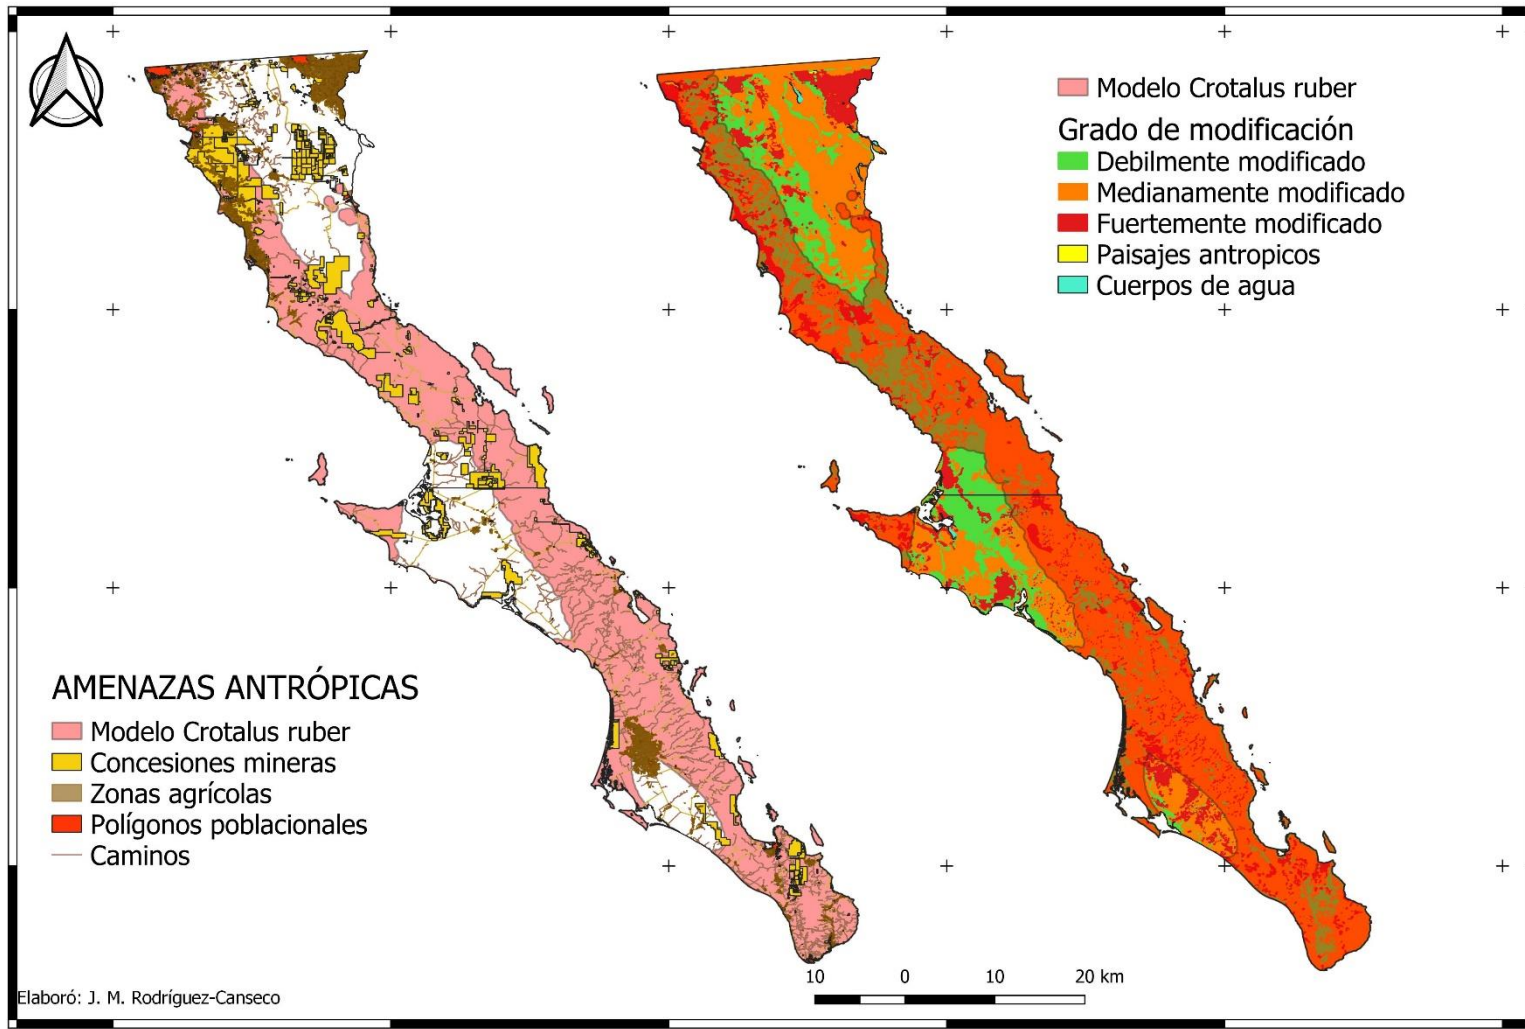 Modelo Crotalus ruber
Grado de modificación
Debilmente modificado
Medianamente modificado
Fuertemente modificado
Paisajes antropicos
Cuerpos de agua
AMENAZAS ANTRÓPICAS
Modelo Crotalus ruber
Concesiones mineras
Zonas agrícolas
Polígonos poblacionales
Caminos
10 0 10 20 km
Elaboró: J. M. Rodríguez-Canseco